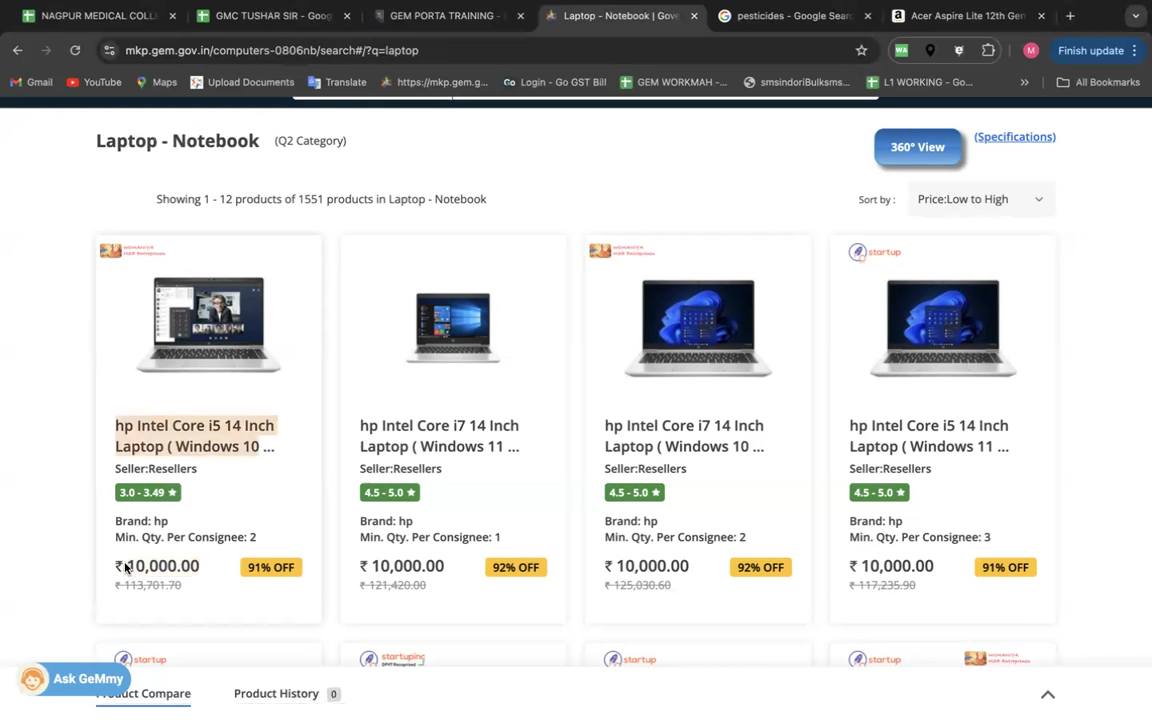 NAGPUR MEDICAL COLL
GMC TUSHAR SIR - Goog
GEM PORTA TRAINING -
Laptop - Notebook | Gove
pesticides - Google Searc
Acer Aspire Lite 12th Gen
mkp.gem.gov.in/computers-0806nb/search#/?q=laptop
WA
M
Finish update
Gmail
YouTube
Maps
Upload Documents
Translate
https://mkp.gem.g...
Go
Login - Go GST Bill
GEM WORKMAH -...
smsindoriBulksms...
L1 WORKING – Go...
»
All Bookmarks
Laptop - Notebook
(Q2 Category)
360° View
(Specifications)
Showing 1 - 12 products of 1551 products in Laptop - Notebook
Sort by :
Price:Low to High
startup
hp Intel Core i5 14 Inch
Laptop ( Windows 10 ...
Seller:Resellers
3.0 - 3.49 ★
Brand: hp
Min. Qty. Per Consignee: 2
₹ 10,000.00
91% OFF
₹ 113,701.70
hp Intel Core i7 14 Inch
Laptop ( Windows 11 ...
Seller:Resellers
4.5 - 5.0 ★
Brand: hp
Min. Qty. Per Consignee: 1
₹ 10,000.00
92% OFF
₹ 121,420.00
hp Intel Core i7 14 Inch
Laptop ( Windows 10 ...
Seller:Resellers
4.5 - 5.0 ★
Brand: hp
Min. Qty. Per Consignee: 2
₹ 10,000.00
92% OFF
₹ 125,030.60
hp Intel Core i5 14 Inch
Laptop ( Windows 11 ...
Seller:Resellers
4.5 - 5.0 ★
Brand: hp
Min. Qty. Per Consignee: 3
₹ 10,000.00
91% OFF
₹ 117,235.90
startup
startup
startup
Ask GeMmy
Product Compare
Product History
0